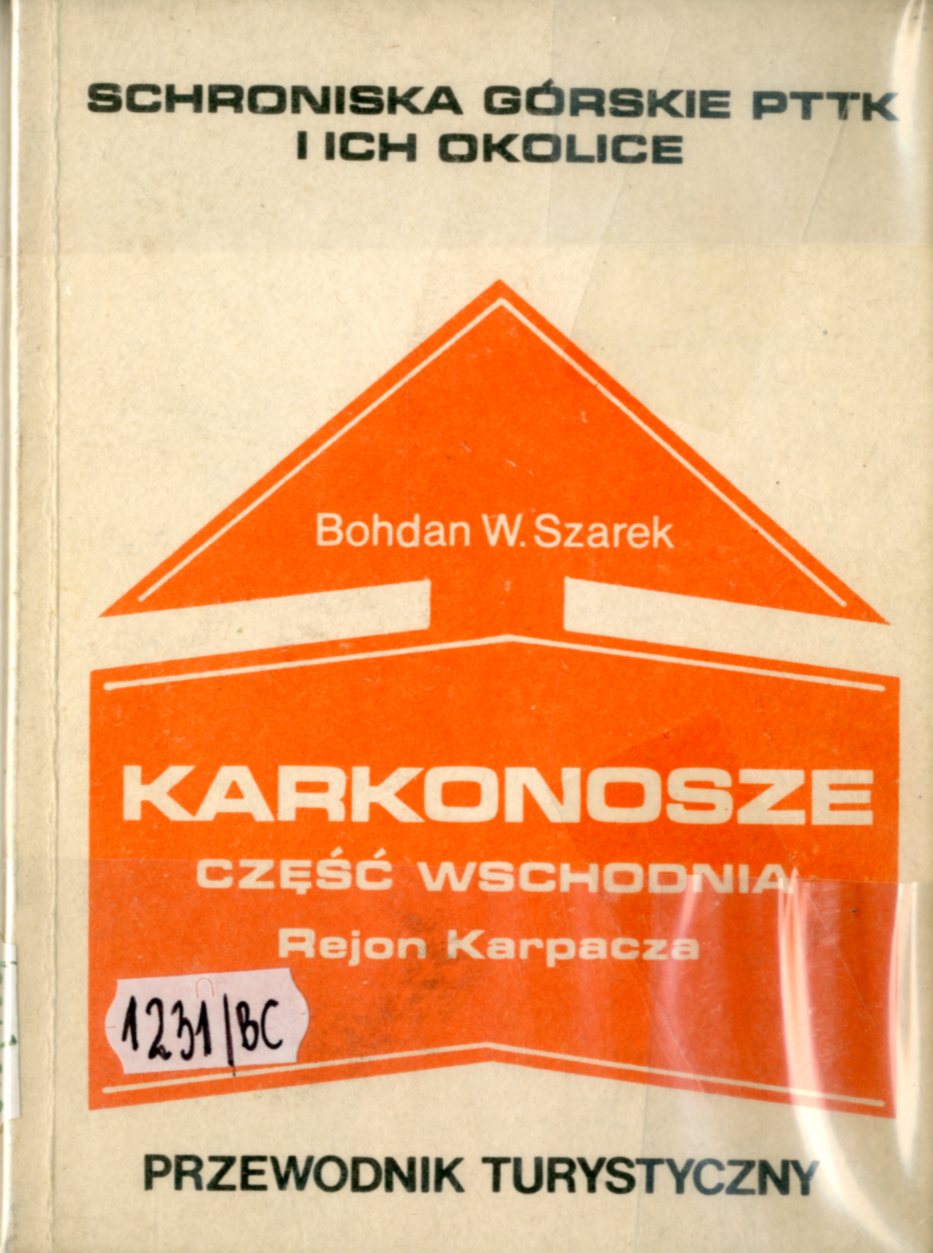 SCHRONISKA GÓRSKIE PTTK
I ICH OKOLICE
Bohdan W. Szarek
KARKONOSZE
CZĘŚĆ WSCHODNIA
Rejon Karpacza
1231/BC
PRZEWODNIK TURYSTYCZNY